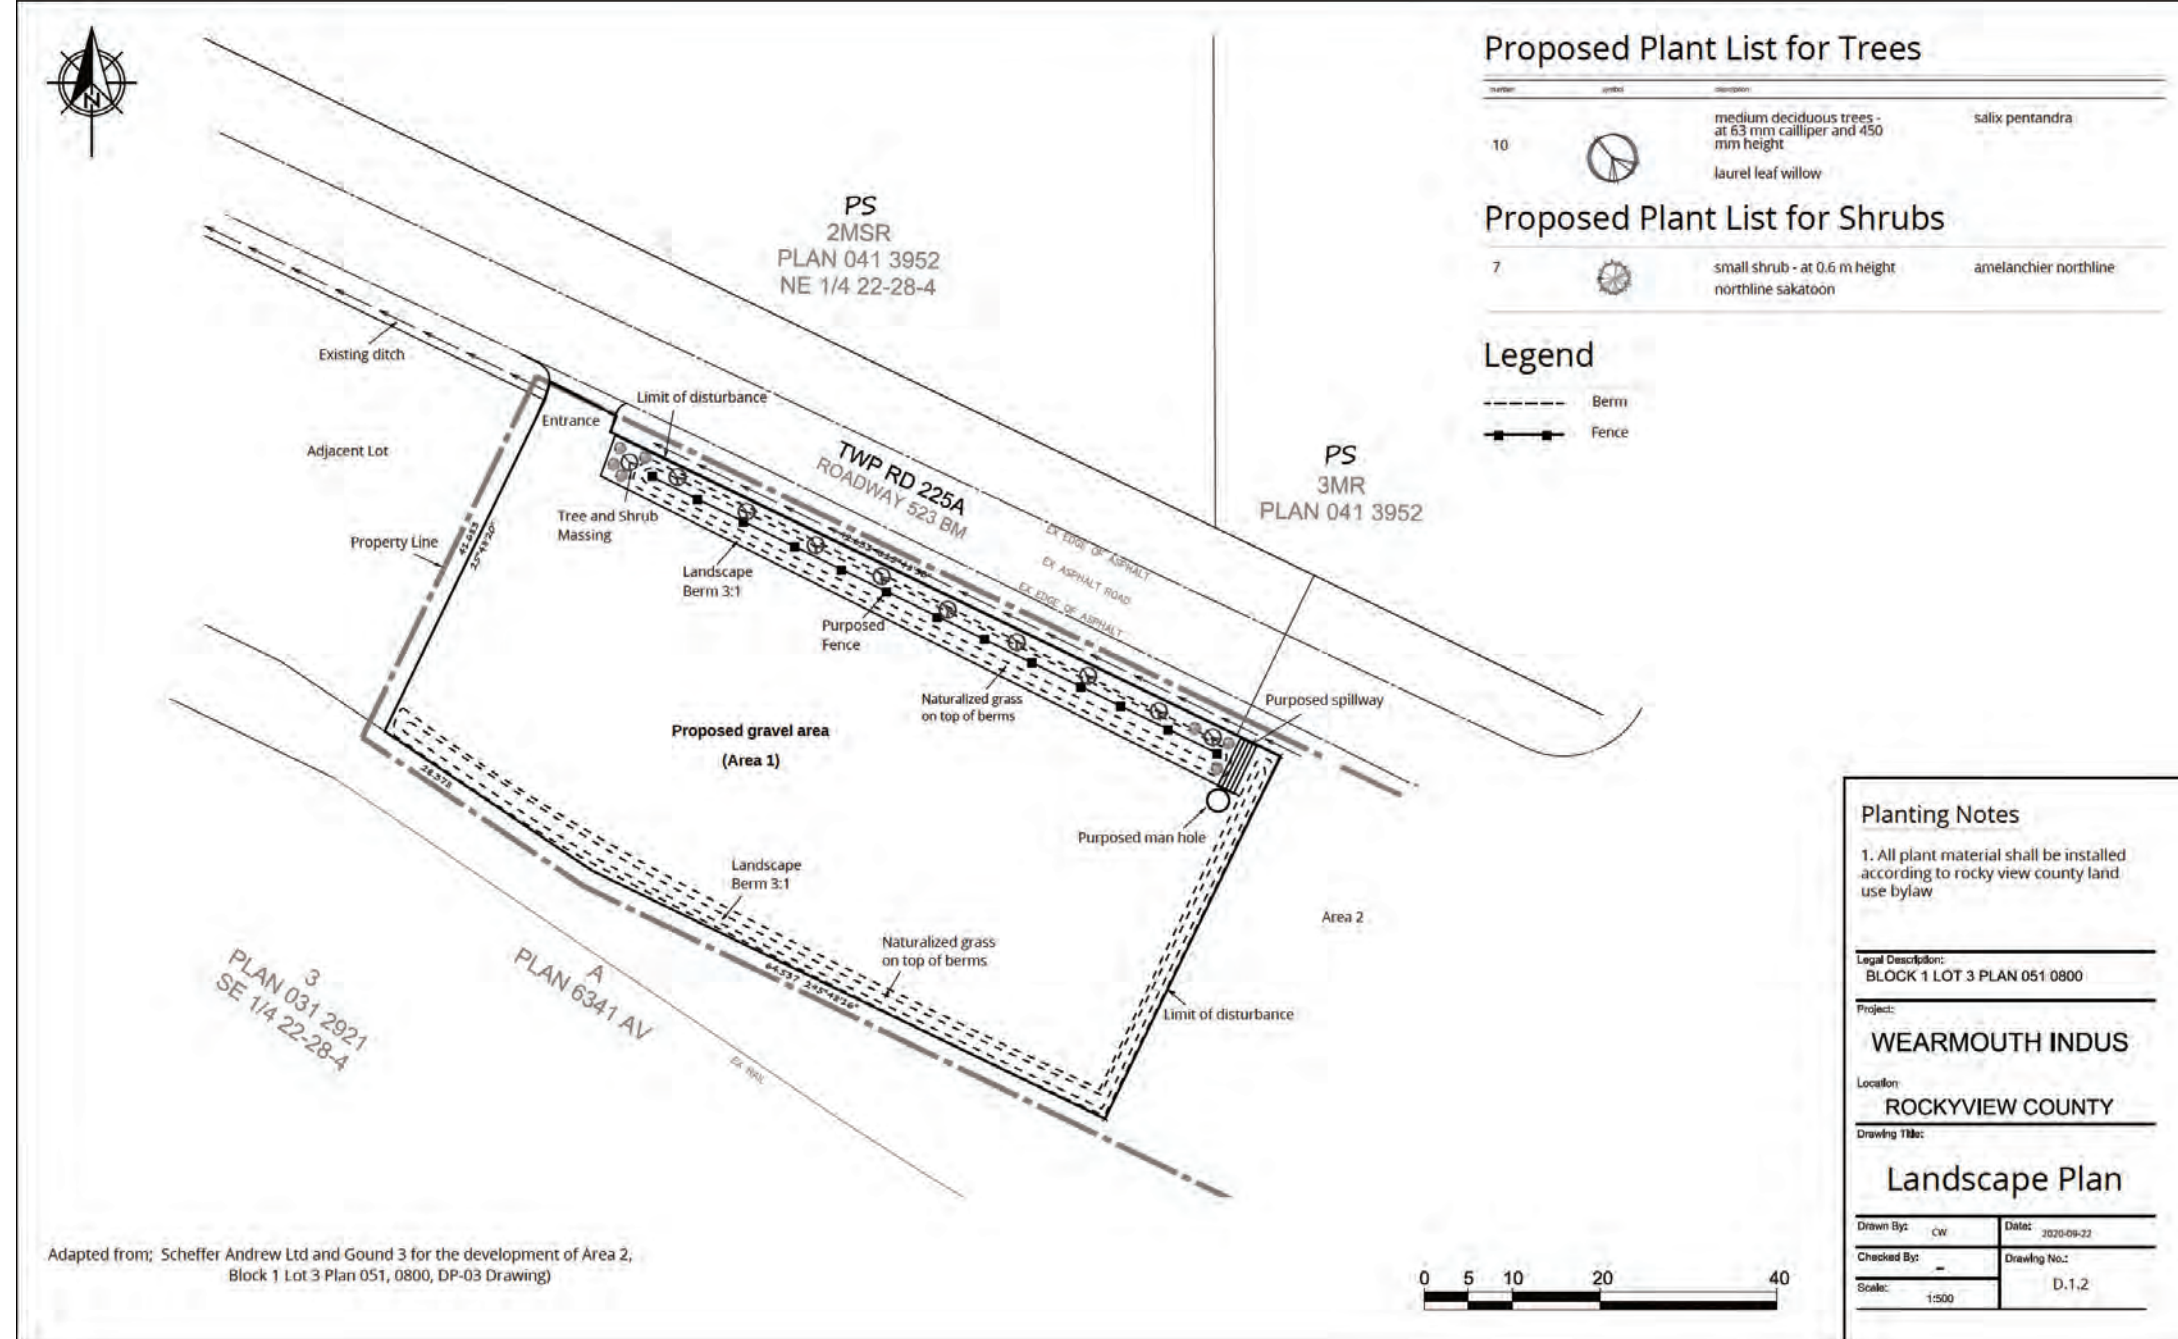 N
PS
2MSR
PLAN 041 3952
NE 1/4 22-28-4
Existing ditch
Limit of disturbance
Entrance
Adjacent Lot
TWP RD 225A
ROADWAY 523 BM
PS
3MR
PLAN 041 3952
Tree and Shrub
Massing
Property Line
Landscape
Berm 3:1
EX EDGE OF ASPHALT
EX ASPHALT ROAD
EX EDGE OF ASPHALT
Purposed
Fence
Naturalized grass
on top of berms
Purposed spillway
Proposed gravel area
(Area 1)
Purposed man hole
Landscape
Berm 3:1
Area 2
Naturalized grass
on top of berms
64.537
Limit of disturbance
3
PLAN 031 2921
SE 1/4 22-28-4
A
PLAN 6341 AV
EX RAIL
Adapted from; Scheffer Andrew Ltd and Gound 3 for the development of Area 2,
Block 1 Lot 3 Plan 051, 0800, DP-03 Drawing)
0 5 10 20 40
Proposed Plant List for Trees
number symbol description
10
medium deciduous trees -
at 63 mm cailliper and 450
mm height
laurel leaf willow
salix pentandra
Proposed Plant List for Shrubs
7
small shrub - at 0.6 m height
northline sakatoon
amelanchier northline
Legend
Berm
Fence
Planting Notes
1. All plant material shall be installed
according to rocky view county land
use bylaw
Legal Description:
BLOCK 1 LOT 3 PLAN 051 0800
Project:
WEARMOUTH INDUS
Location
ROCKYVIEW COUNTY
Drawing Title:
Landscape Plan
Drawn By: CW
Date: 2020-09-22
Checked By: -
Drawing No.:
D.1.2
Scale:
1:500